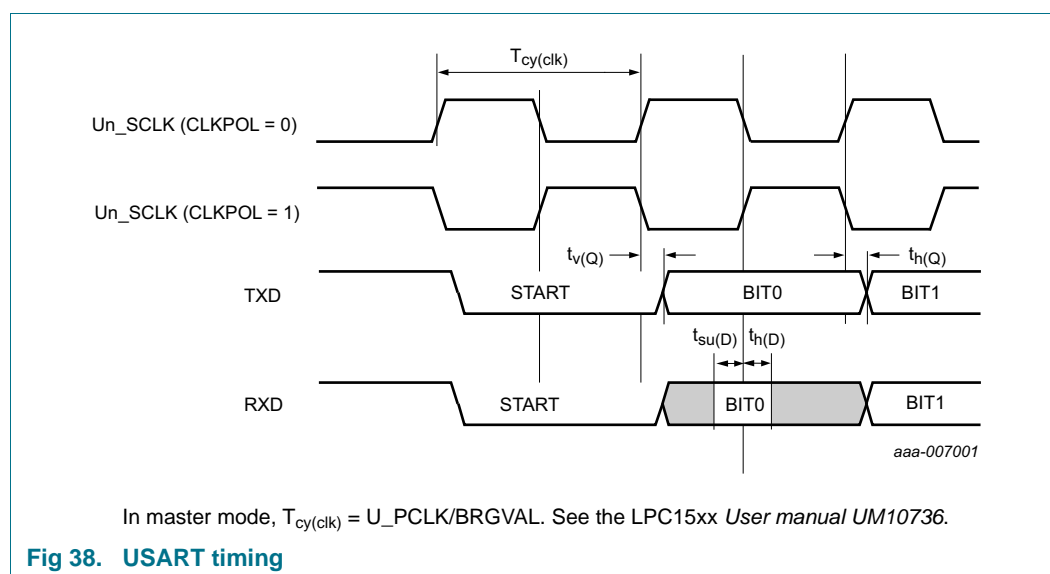 Tcy(clk)
Un_SCLK (CLKPOL = 0)
Un_SCLK (CLKPOL = 1)
tv(Q)
th(Q)
TXD
START
BIT0
BIT1
tsu(D)
th(D)
RXD
START
BIT0
BIT1
aaa-007001
In master mode, Tcy(clk) = U_PCLK/BRGVAL. See the LPC15xx User manual UM10736.
Fig 38. USART timing